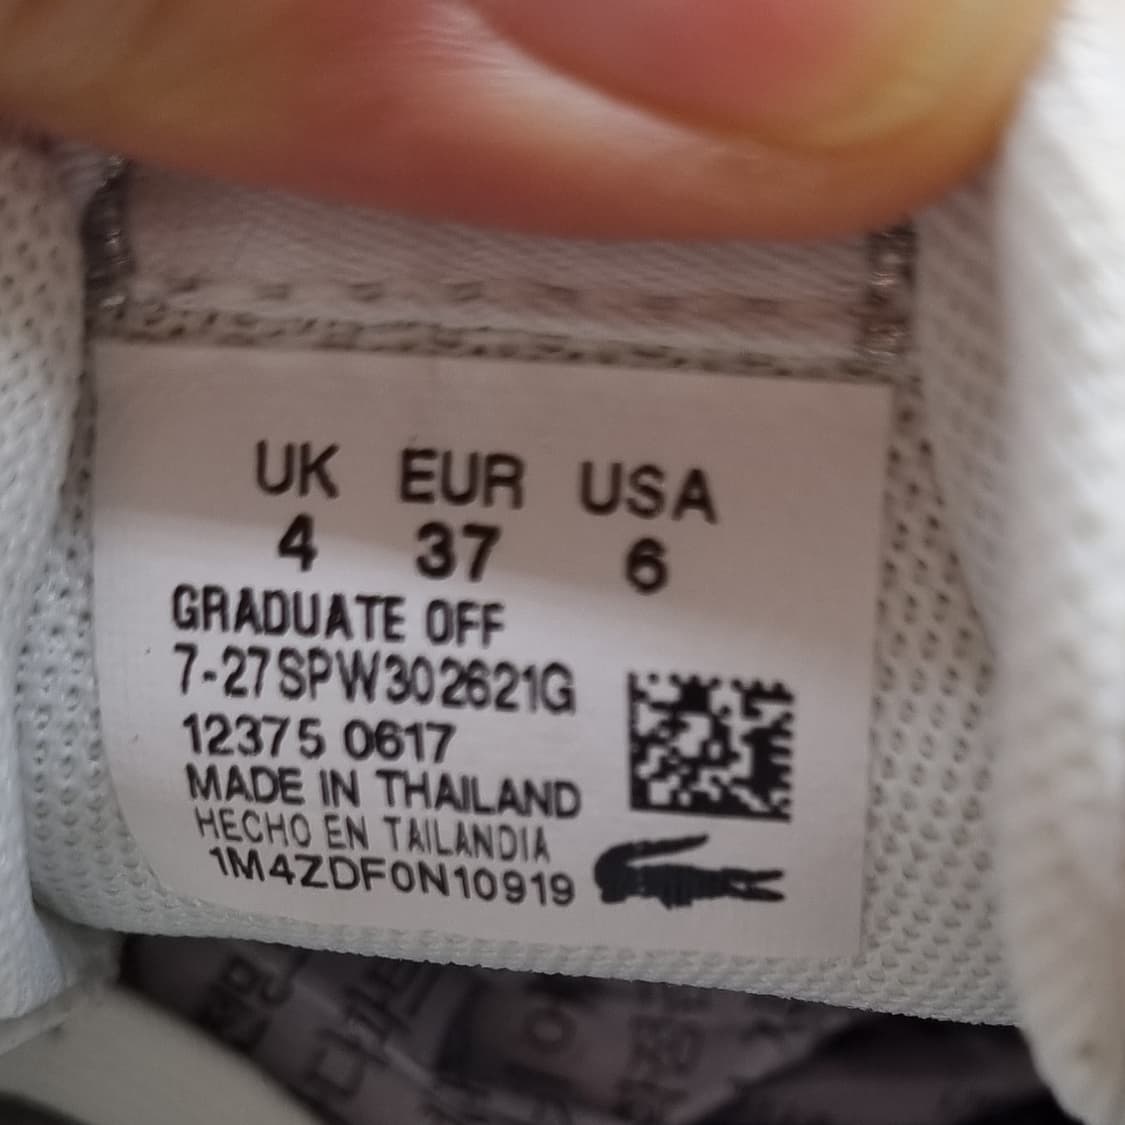 UK EUR USA
4 37 6
GRADUATE OFF
7-27SPW302621G
12375 0617
MADE IN THAILAND
HECHO EN TAILANDIA
1M4ZDF0N10919